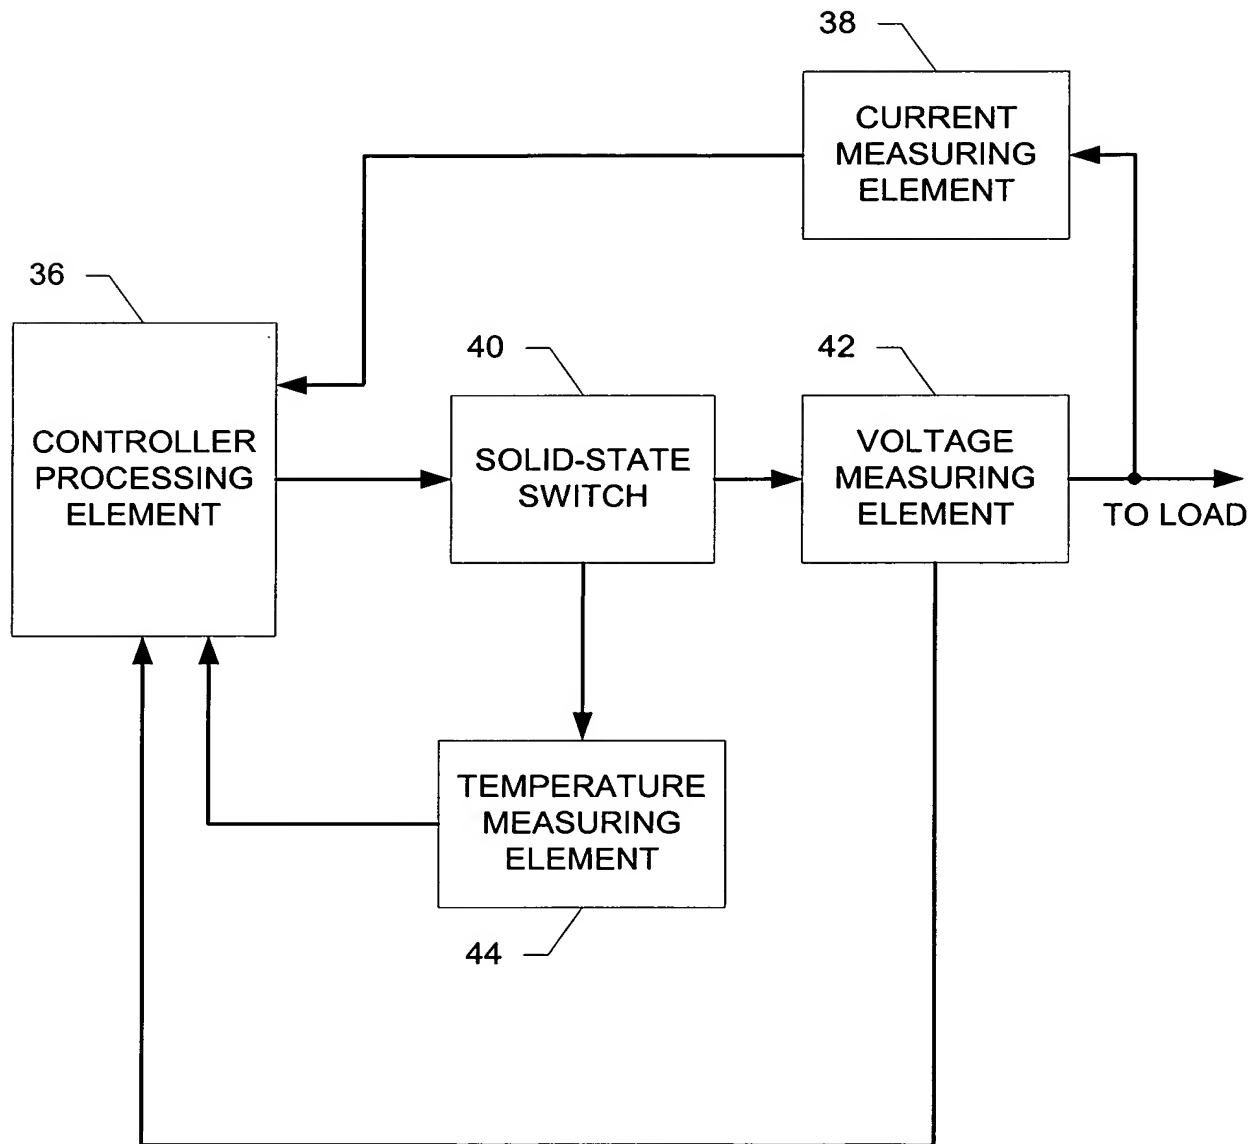 38
CURRENT
MEASURING
ELEMENT
36
CONTROLLER
PROCESSING
ELEMENT
40
SOLID-STATE
SWITCH
42
VOLTAGE
MEASURING
ELEMENT
TO LOAD
TEMPERATURE
MEASURING
ELEMENT
44